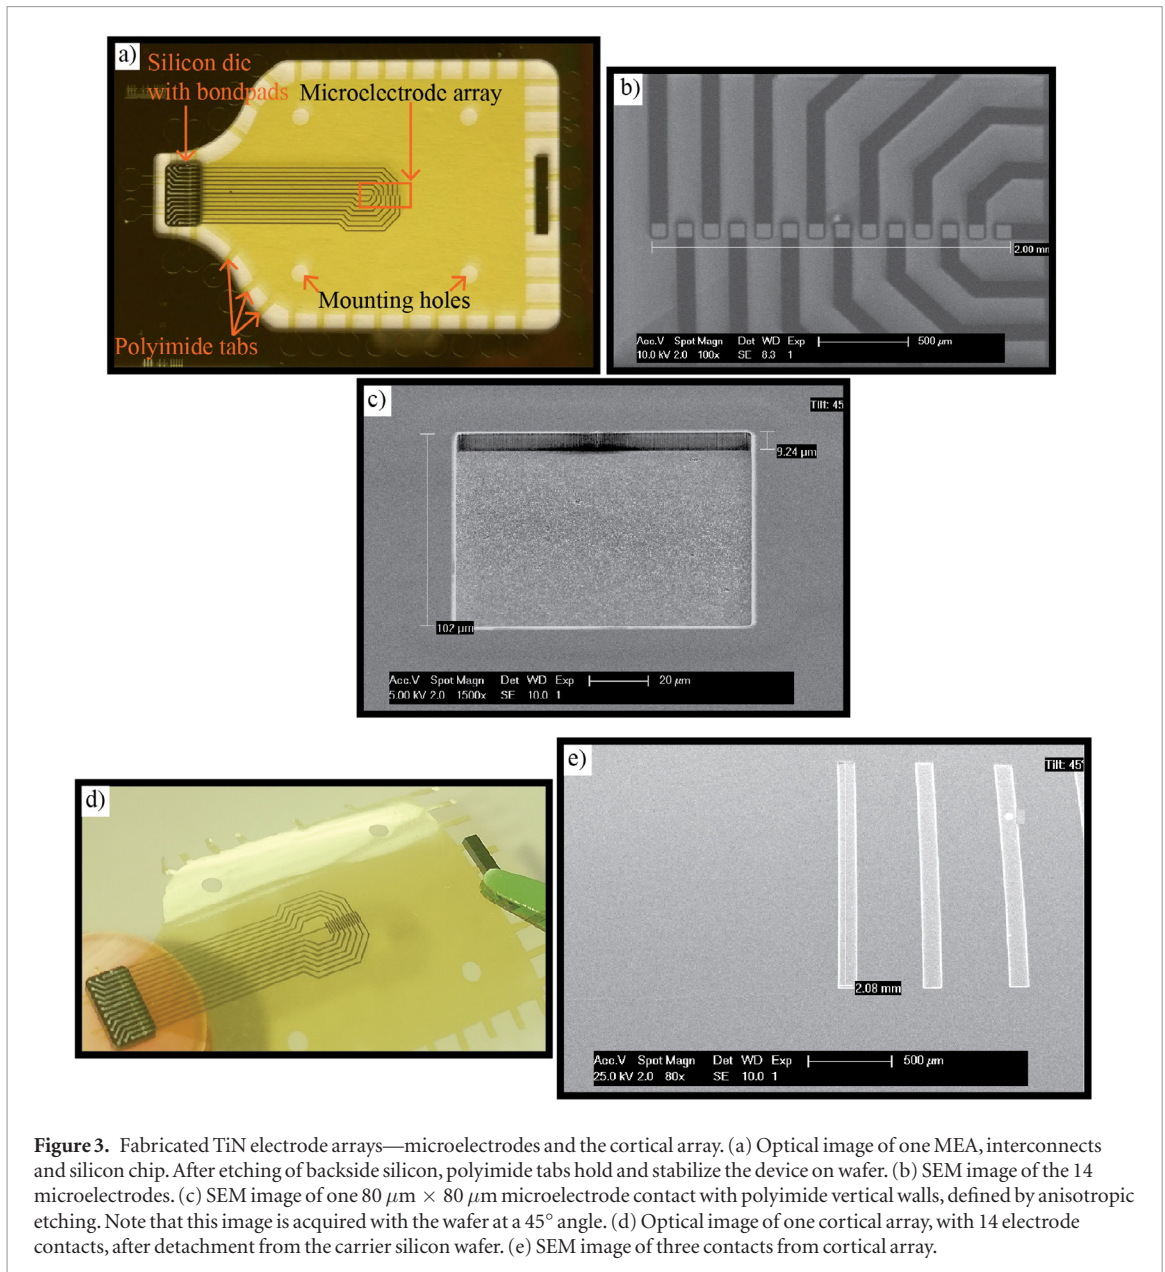 a)
Silicon dic
with bondpads
Microelectrode array
Mounting holes
Polyimide tabs
b)
2.00 mm
Acc.V Spot Magn Det WD Exp 500 μm
10.0 kV 2.0 100x SE 8.3 1
c)
Tilt: 45
9.24 μm
102 μm
Acc.V Spot Magn Det WD Exp 20 μm
5.00 kV 2.0 1500x SE 10.0 1
d)
e)
Tilt: 45°
2.08 mm
Acc.V Spot Magn Det WD Exp 500 μm
25.0 kV 2.0 80x SE 10.0 1
Figure 3. Fabricated TiN electrode arrays—microelectrodes and the cortical array. (a) Optical image of one MEA, interconnects
and silicon chip. After etching of backside silicon, polyimide tabs hold and stabilize the device on wafer. (b) SEM image of the 14
microelectrodes. (c) SEM image of one 80 μm × 80 μm microelectrode contact with polyimide vertical walls, defined by anisotropic
etching. Note that this image is acquired with the wafer at a 45° angle. (d) Optical image of one cortical array, with 14 electrode
contacts, after detachment from the carrier silicon wafer. (e) SEM image of three contacts from cortical array.